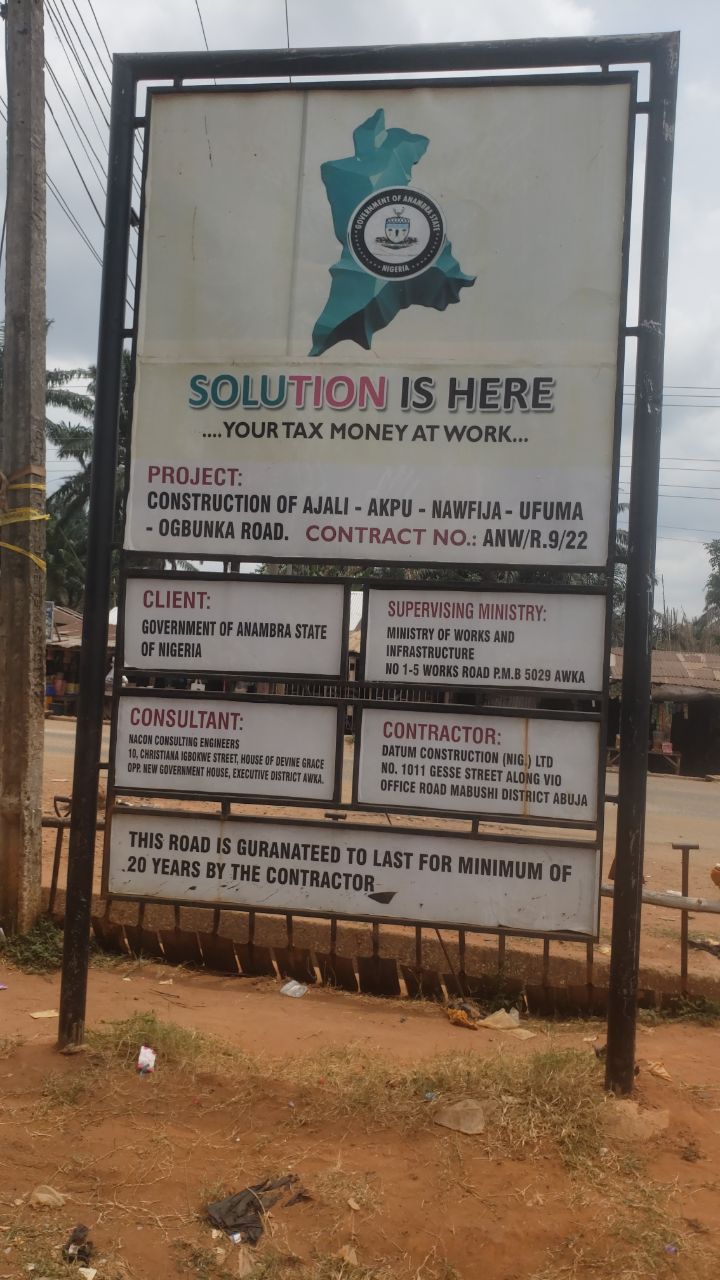 GOVERNMENT OF ANAMBRA STATE
NIGERIA
SOLUTION IS HERE
....YOUR TAX MONEY AT WORK...
PROJECT:
CONSTRUCTION OF AJALI - AKPU - NAWFIJA - UFUMA
- OGBUNKA ROAD. CONTRACT NO.: ANW/R.9/22
CLIENT:
GOVERNMENT OF ANAMBRA STATE
OF NIGERIA
SUPERVISING MINISTRY:
MINISTRY OF WORKS AND
INFRASTRUCTURE
NO 1-5 WORKS ROAD P.M.B 5029 AWKA
CONSULTANT:
NACON CONSULTING ENGINEERS
10, CHRISTIANA IGBOKWE STREET, HOUSE OF DEVINE GRACE
OPP. NEW GOVERNMENT HOUSE, EXECUTIVE DISTRICT AWKA.
CONTRACTOR:
DATUM CONSTRUCTION (NIG.) LTD
NO. 1011 GESSE STREET ALONG VIO
OFFICE ROAD MABUSHI DISTRICT ABUJA
THIS ROAD IS GURANATEED TO LAST FOR MINIMUM OF
20 YEARS BY THE CONTRACTOR